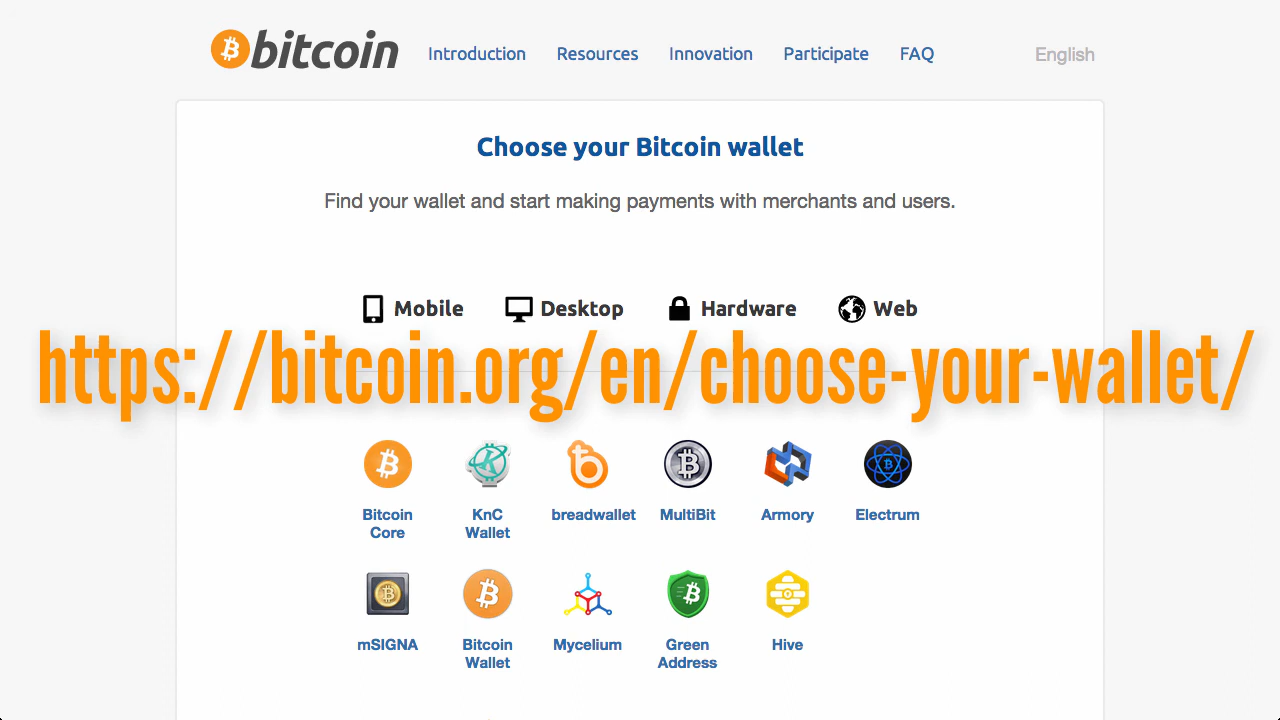 bitcoin Introduction Resources Innovation Participate FAQ English
Choose your Bitcoin wallet
Find your wallet and start making payments with merchants and users.
Mobile Desktop Hardware Web
https://bitcoin.org/en/choose-your-wallet/
Bitcoin Core
KnC Wallet
breadwallet
MultiBit
Armory
Electrum
mSIGNA
Bitcoin Wallet
Mycelium
Green Address
Hive